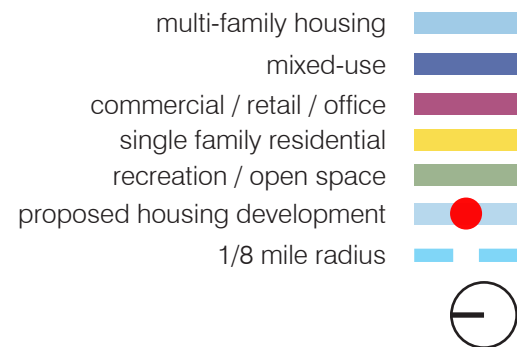 multi-family housing
mixed-use
commercial / retail / office
single family residential
recreation / open space
proposed housing development
1/8 mile radius